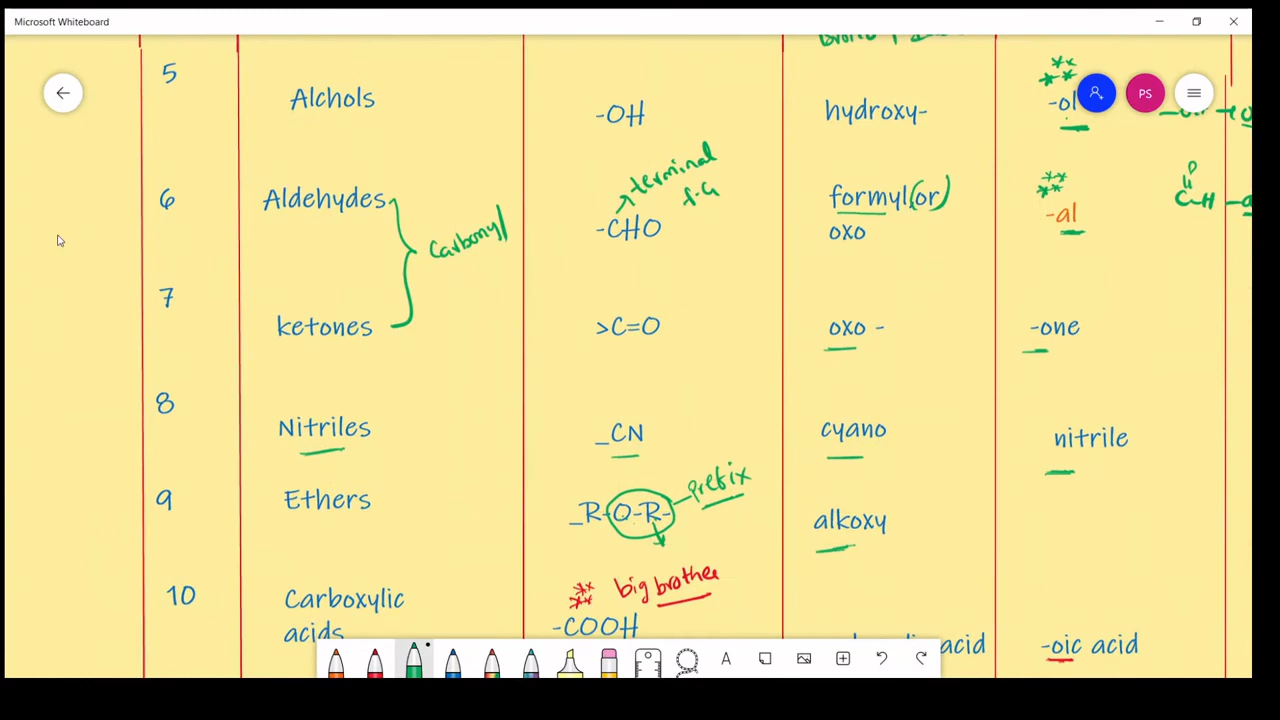 Microsoft Whiteboard
5 Alchols -OH hydroxy- -ol
PS
6 Aldehydes -CHO formyl(or) oxo -al
terminal f.G
Carbonyl
C-H
7 ketones >C=O oxo - -one
8 Nitriles _CN cyano nitrile
9 Ethers _R-O-R- alkoxy
prefix
10 Carboxylic acids -COOH acid -oic acid
big brother
A